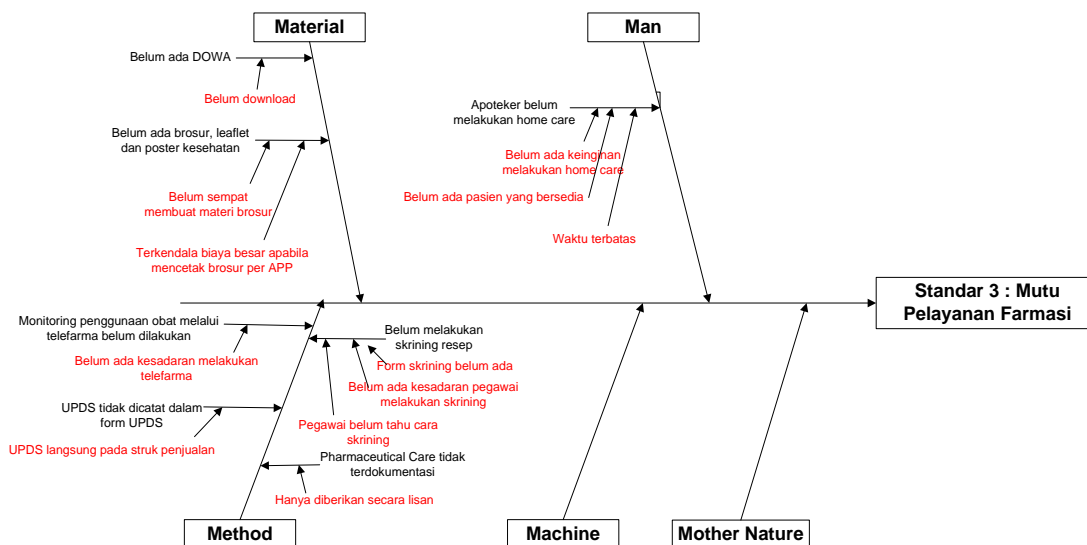 Material
Man
Belum ada DOWA
Belum download
Apoteker belum
melakukan home care
Belum ada brosur, leaflet
dan poster kesehatan
Belum ada keinginan
melakukan home care
Belum sempat
membuat materi brosur
Belum ada pasien yang bersedia
Waktu terbatas
Terkendala biaya besar apabila
mencetak brosur per APP
Standar 3 : Mutu
Pelayanan Farmasi
Monitoring penggunaan obat melalui
telefarma belum dilakukan
Belum melakukan
skrining resep
Belum ada kesadaran melakukan
telefarma
Form skrining belum ada
Belum ada kesadaran pegawai
melakukan skrining
UPDS tidak dicatat dalam
form UPDS
Pegawai belum tahu cara
skrining
UPDS langsung pada struk penjualan
Pharmaceutical Care tidak
terdokumentasi
Hanya diberikan secara lisan
Method
Machine
Mother Nature